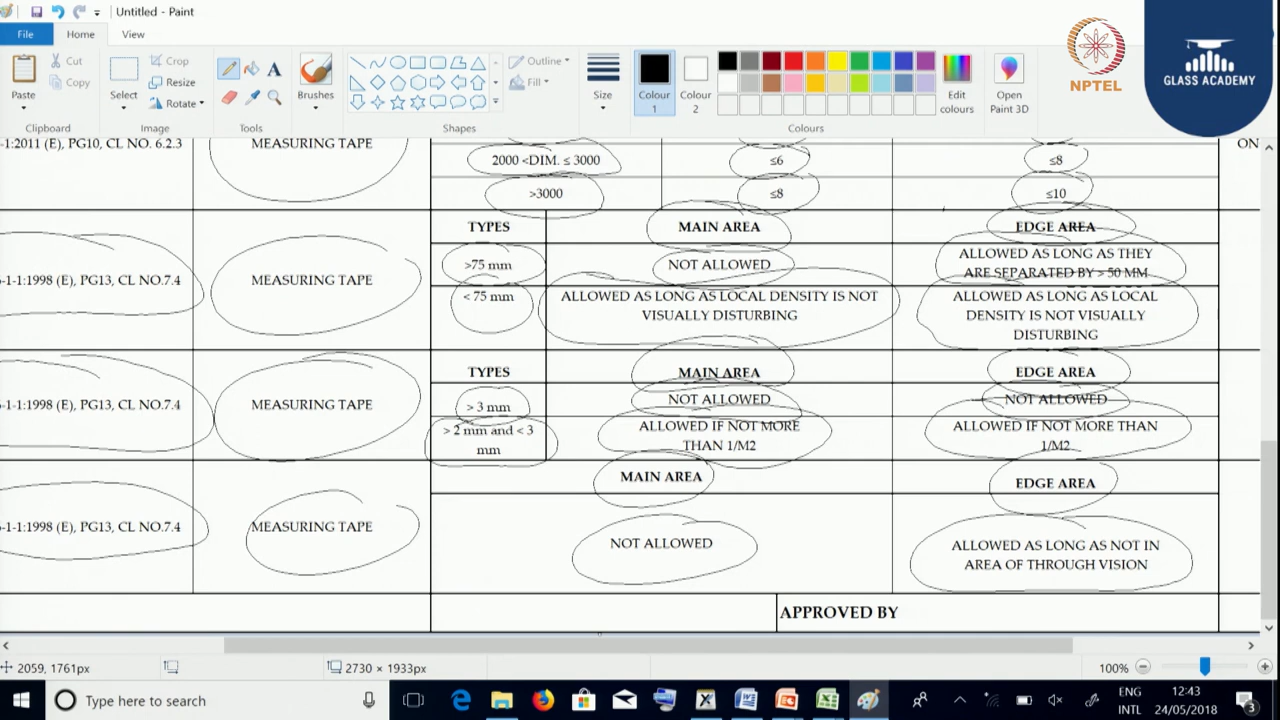 Untitled - Paint
File Home View
Cut
Copy
Paste
Clipboard
Select
Crop
Resize
Rotate
Image
Tools
Brushes
Outline
Fill
Shapes
Size
Colour 1
Colour 2
Edit colours
Open Paint 3D
Colours
NPTEL
GLASS ACADEMY
-1:2011 (E), PG10, CL NO. 6.2.3 MEASURING TAPE
2000 <DIM. ≤ 3000 ≤6 ≤8
ON
>3000 ≤8 ≤10
TYPES MAIN AREA EDGE AREA
-1-1:1998 (E), PG13, CL NO.7.4 MEASURING TAPE
>75 mm NOT ALLOWED ALLOWED AS LONG AS THEY
ARE SEPARATED BY > 50 MM
< 75 mm ALLOWED AS LONG AS LOCAL DENSITY IS NOT
VISUALLY DISTURBING
ALLOWED AS LONG AS LOCAL
DENSITY IS NOT VISUALLY
DISTURBING
TYPES MAIN AREA EDGE AREA
-1-1:1998 (E), PG13, CL NO.7.4 MEASURING TAPE
> 3 mm NOT ALLOWED NOT ALLOWED
> 2 mm and < 3
mm
ALLOWED IF NOT MORE
THAN 1/M2
ALLOWED IF NOT MORE THAN
1/M2
MAIN AREA EDGE AREA
-1-1:1998 (E), PG13, CL NO.7.4 MEASURING TAPE
NOT ALLOWED
ALLOWED AS LONG AS NOT IN
AREA OF THROUGH VISION
APPROVED BY
2059, 1761px 2730 × 1933px 100%
Type here to search
ENG
INTL
12:43
24/05/2018
3